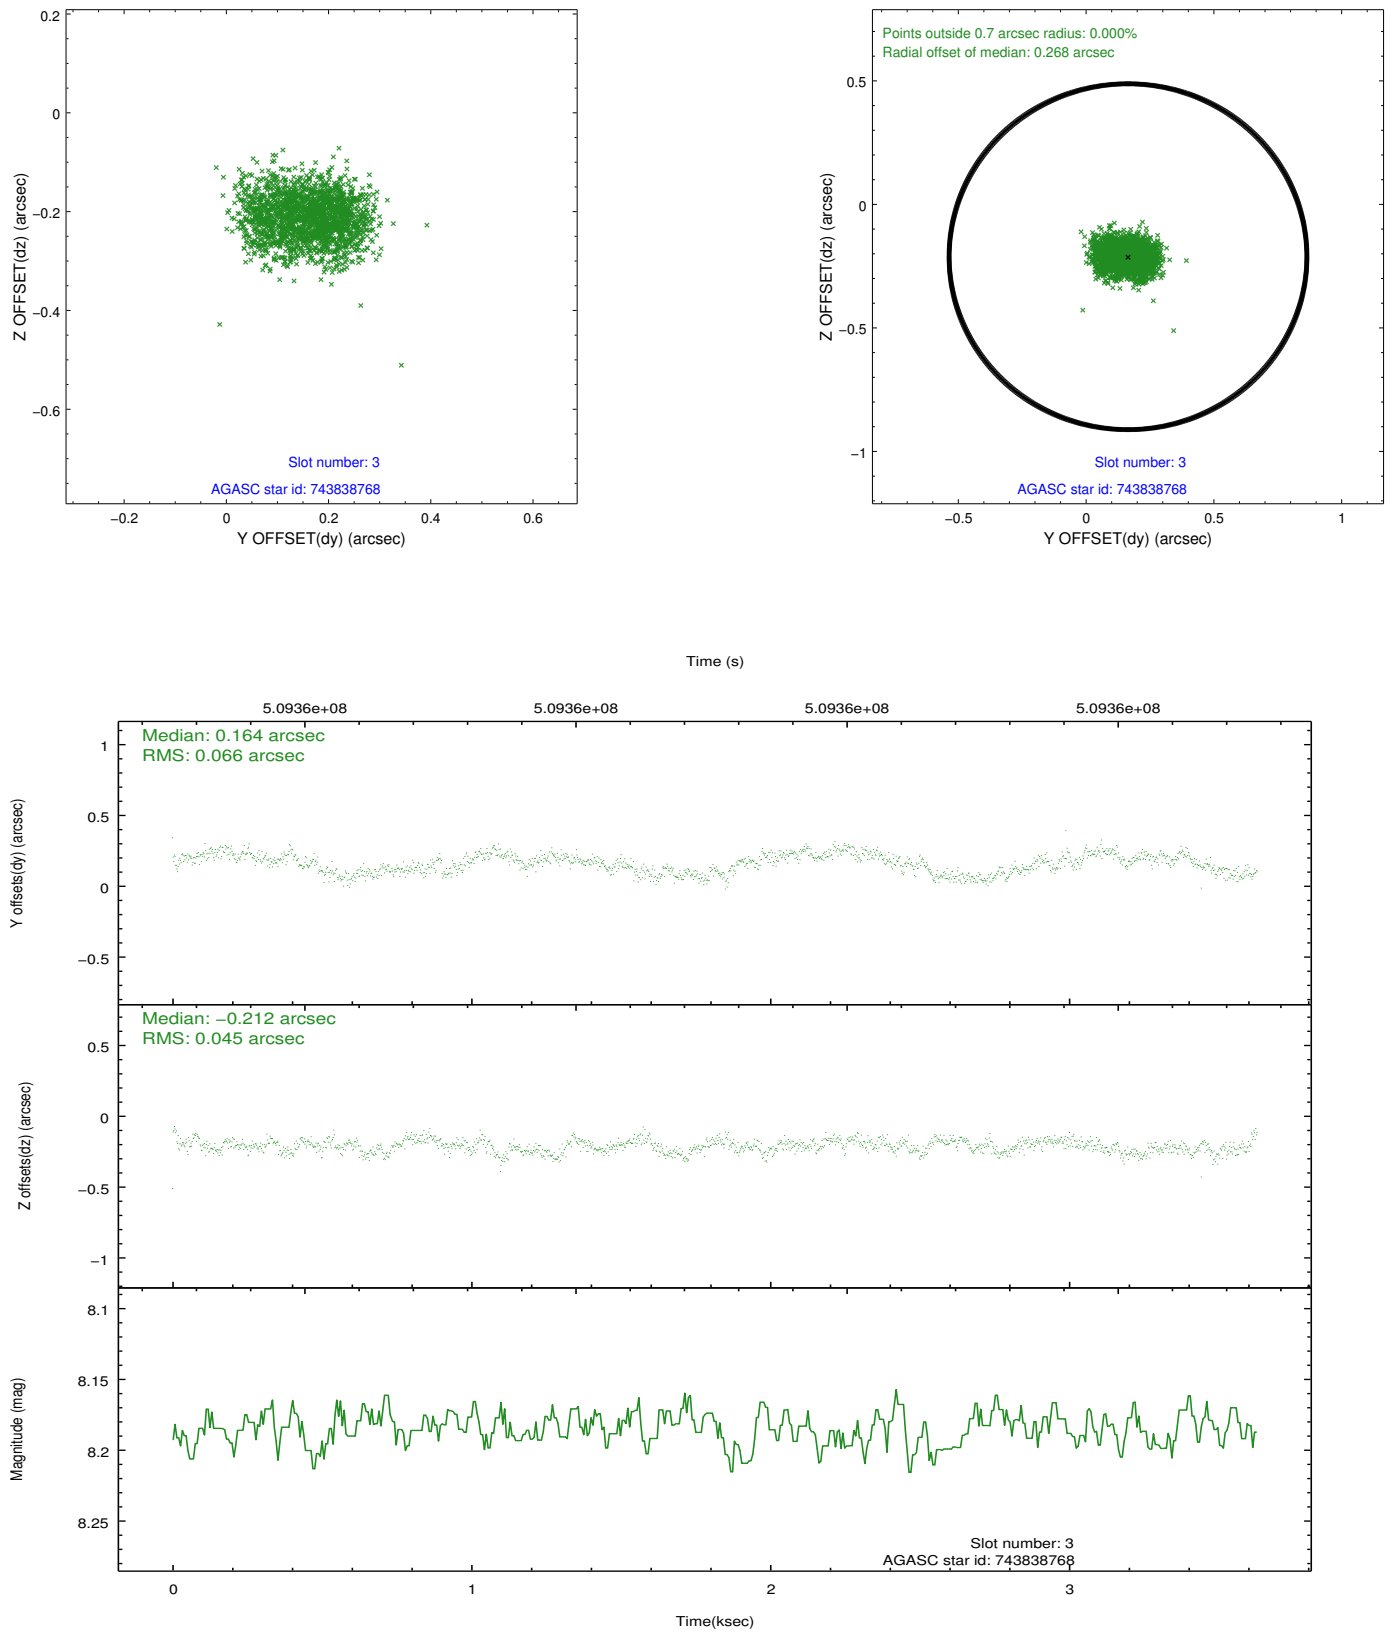 0.2
0
−0.2
−0.4
−0.6
Z OFFSET(dz) (arcsec)
Slot number: 3
AGASC star id: 743838768
−0.2
0
0.2
0.4
0.6
Y OFFSET(dy) (arcsec)
Points outside 0.7 arcsec radius: 0.000%
Radial offset of median: 0.268 arcsec
0.5
0
−0.5
−1
Z OFFSET(dz) (arcsec)
Slot number: 3
AGASC star id: 743838768
−0.5
0
0.5
1
Y OFFSET(dy) (arcsec)
Time (s)
5.0936e+08
5.0936e+08
5.0936e+08
5.0936e+08
Median: 0.164 arcsec
RMS: 0.066 arcsec
1
0.5
0
−0.5
Y offsets(dy) (arcsec)
Median: −0.212 arcsec
RMS: 0.045 arcsec
0.5
0
−0.5
−1
Z offsets(dz) (arcsec)
8.1
8.15
8.2
8.25
Magnitude (mag)
Slot number: 3
AGASC star id: 743838768
0
1
2
3
Time(ksec)